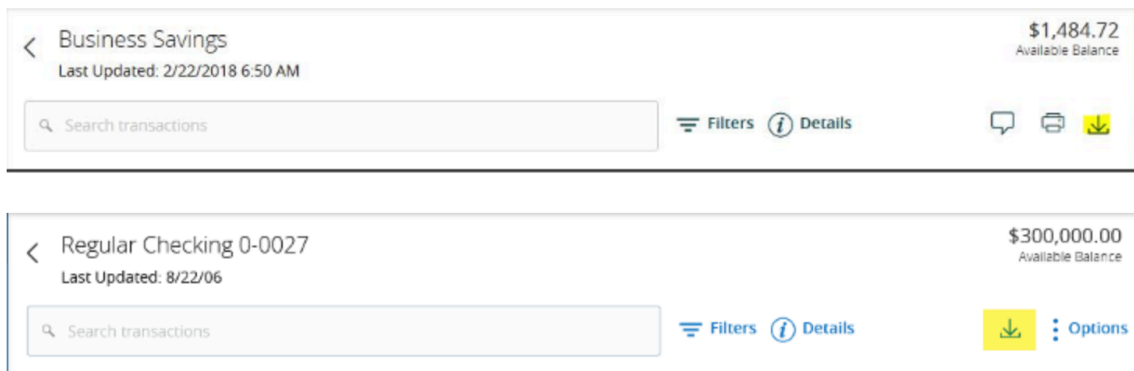 Business Savings
$1,484.72
Last Updated: 2/22/2018 6:50 AM
Available Balance
Search transactions
Filters
Details
Regular Checking 0-0027
$300,000.00
Last Updated: 8/22/06
Available Balance
Search transactions
Filters
Details
Options